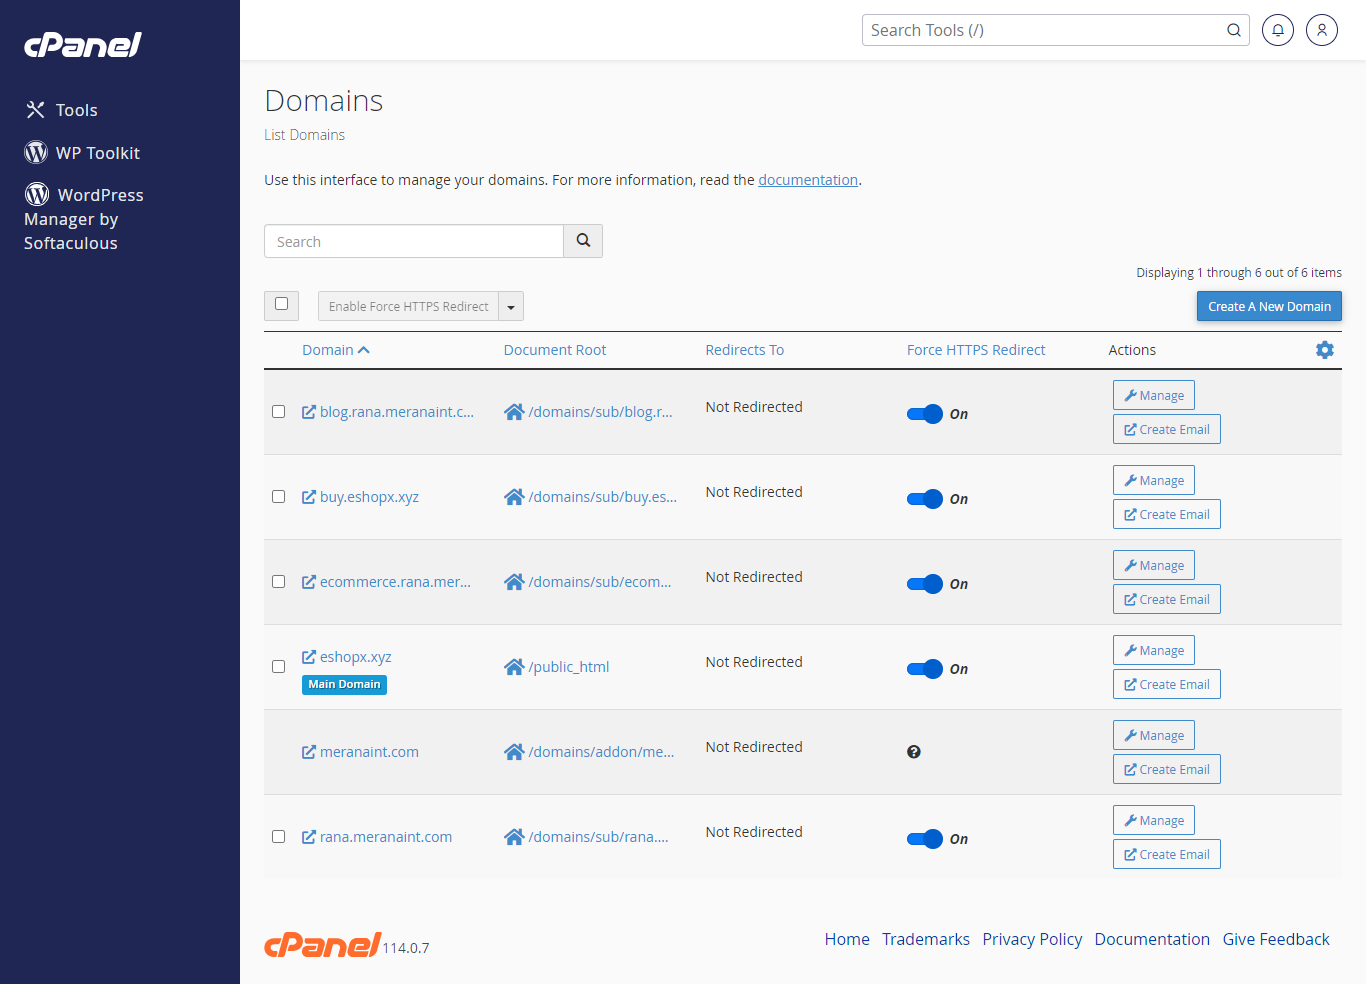 cPanel
Search Tools (/)
Tools
WP Toolkit
WordPress
Manager by
Softaculous
Domains
List Domains
Use this interface to manage your domains. For more information, read the documentation.
Search
Displaying 1 through 6 out of 6 items
Enable Force HTTPS Redirect
Create A New Domain
Domain Document Root Redirects To Force HTTPS Redirect Actions
blog.rana.meranaint.c... /domains/sub/blog.r... Not Redirected On Manage
Create Email
buy.eshopx.xyz /domains/sub/buy.es... Not Redirected On Manage
Create Email
ecommerce.rana.mer... /domains/sub/ecom... Not Redirected On Manage
Create Email
eshopx.xyz /public_html Not Redirected On Manage
Main Domain Create Email
meranaint.com /domains/addon/me... Not Redirected Manage
Create Email
rana.meranaint.com /domains/sub/rana.... Not Redirected On Manage
Create Email
cPanel 114.0.7
Home Trademarks Privacy Policy Documentation Give Feedback